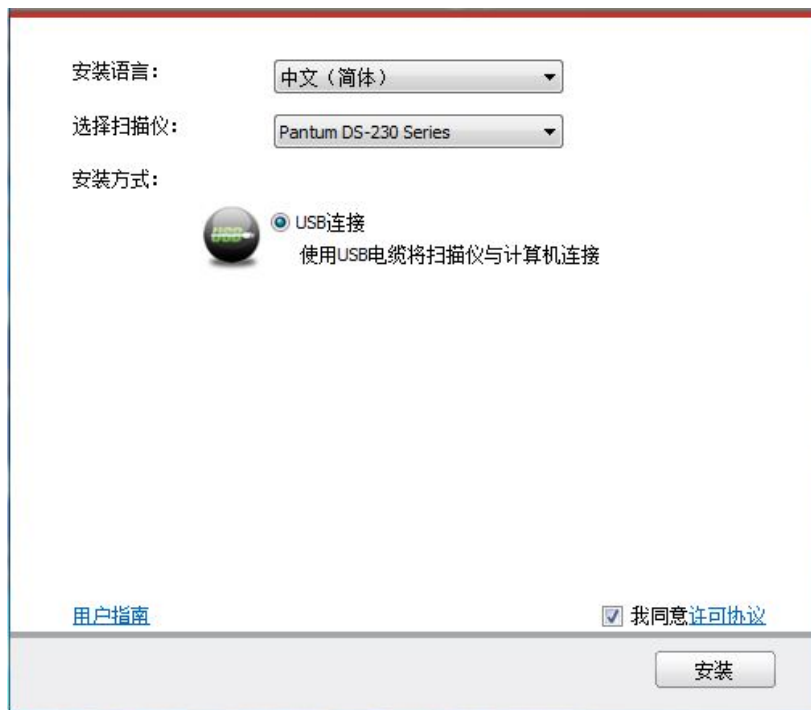 安装语言： 中文（简体）
选择扫描仪： Pantum DS-230 Series
安装方式：
USB
USB连接
使用USB电缆将扫描仪与计算机连接
用户指南 我同意许可协议
安装